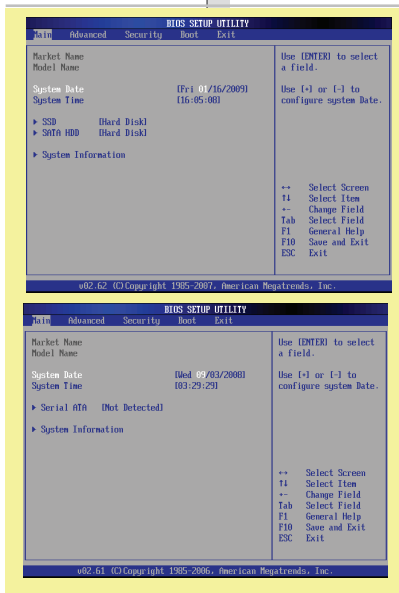 BIOS SETUP UTILITY
Main Advanced Security Boot Exit
Market Name
Model Name
System Date [Fri 01/16/2009]
System Time [16:05:08]
▶ SSD [Hard Disk]
▶ SATA HDD [Hard Disk]
▶ System Information
Use [ENTER] to select
a field.
Use [+] or [-] to
configure system Date.
↔ Select Screen
↑↓ Select Item
+- Change Field
Tab Select Field
F1 General Help
F10 Save and Exit
ESC Exit
v02.62 (C)Copyright 1985-2007, American Megatrends, Inc.
BIOS SETUP UTILITY
Main Advanced Security Boot Exit
Market Name
Model Name
System Date [Wed 09/03/2008]
System Time [03:29:29]
▶ Serial ATA [Not Detected]
▶ System Information
Use [ENTER] to select
a field.
Use [+] or [-] to
configure system Date.
↔ Select Screen
↑↓ Select Item
+- Change Field
Tab Select Field
F1 General Help
F10 Save and Exit
ESC Exit
v02.61 (C)Copyright 1985-2006, American Megatrends, Inc.